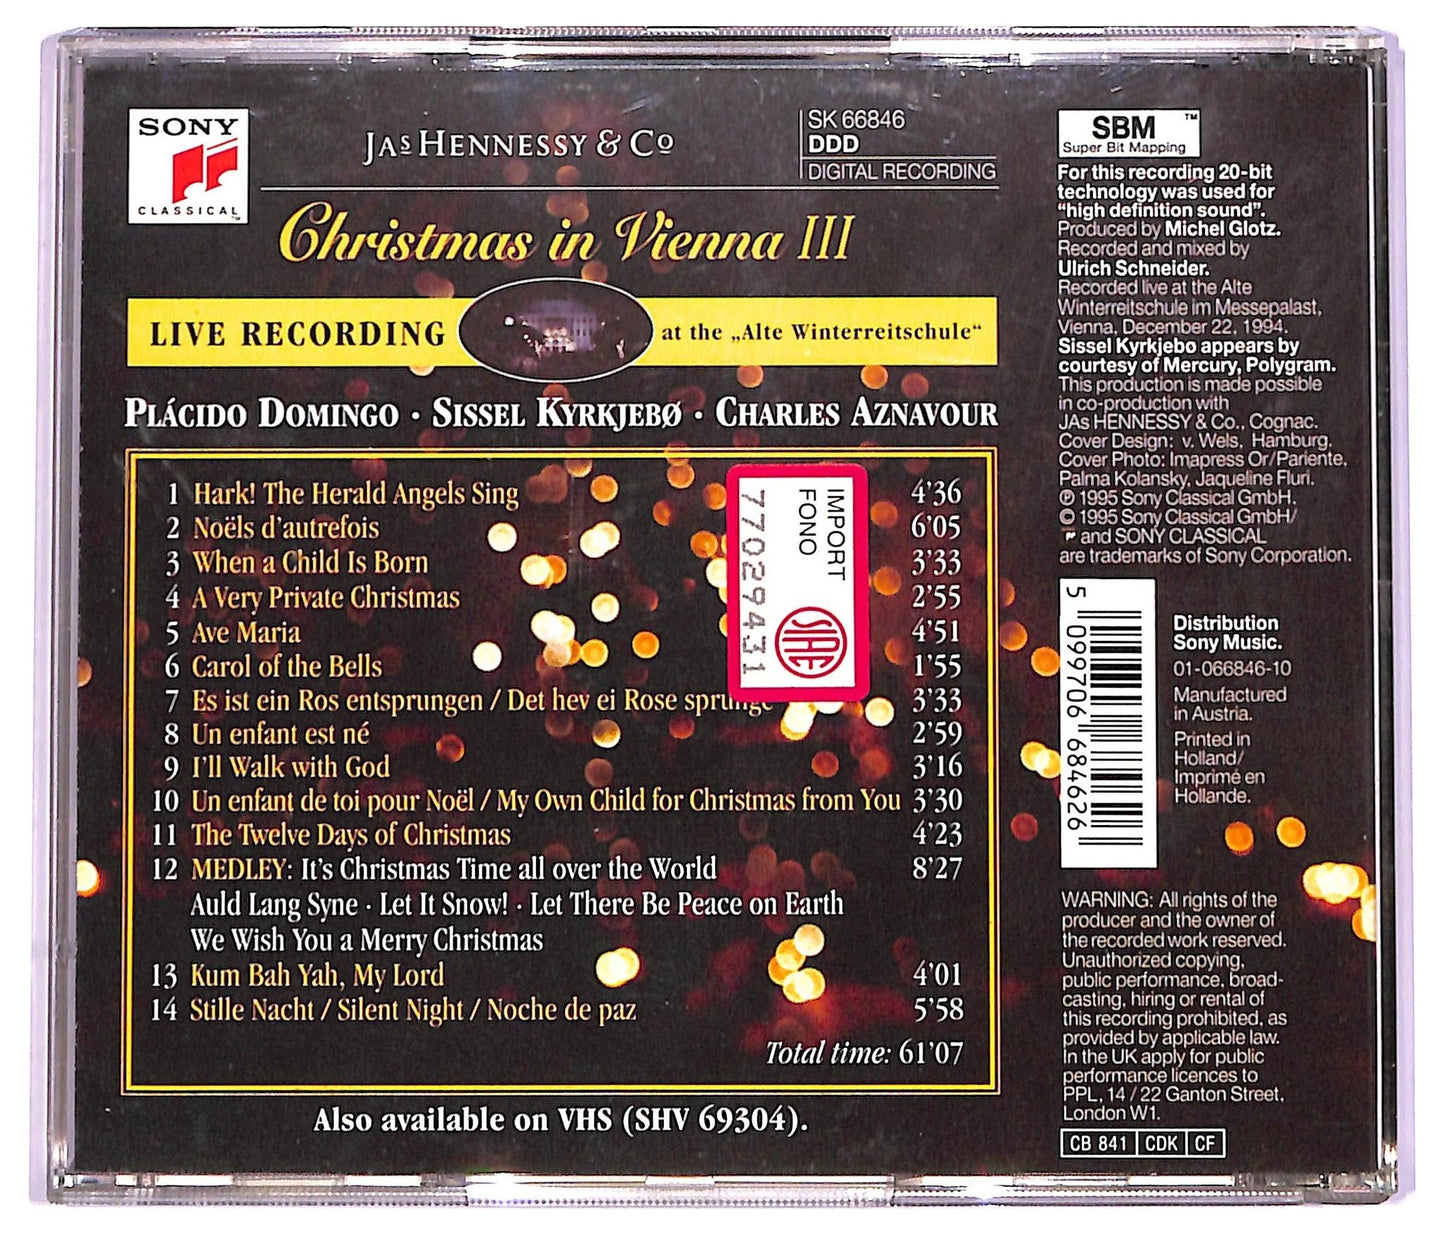 SONY
CLASSICAL™
JAS HENNESSY & Co
SK 66846
DDD
DIGITAL RECORDING
Christmas in Vienna III
LIVE RECORDING at the „Alte Winterreitschule“
PLÁCIDO DOMINGO · SISSEL KYRKJEBØ · CHARLES AZNAVOUR
1 Hark! The Herald Angels Sing 4'36
2 Noëls d'autrefois 6'05
3 When a Child Is Born 3'33
4 A Very Private Christmas 2'55
5 Ave Maria 4'51
6 Carol of the Bells 1'55
7 Es ist ein Ros entsprungen / Det hev ei Rose sprunge 3'33
8 Un enfant est né 2'59
9 I'll Walk with God 3'16
10 Un enfant de toi pour Noël / My Own Child for Christmas from You 3'30
11 The Twelve Days of Christmas 4'23
12 MEDLEY: It's Christmas Time all over the World 8'27
Auld Lang Syne · Let It Snow! · Let There Be Peace on Earth
We Wish You a Merry Christmas
13 Kum Bah Yah, My Lord 4'01
14 Stille Nacht / Silent Night / Noche de paz 5'58
Total time: 61'07
Also available on VHS (SHV 69304).
IMPORT
FONO
SIAE
77029431
SBM™
Super Bit Mapping
For this recording 20-bit
technology was used for
“high definition sound”.
Produced by Michel Glotz.
Recorded and mixed by
Ulrich Schneider.
Recorded live at the Alte
Winterreitschule im Messepalast,
Vienna, December 22, 1994.
Sissel Kyrkjebø appears by
courtesy of Mercury, Polygram.
This production is made possible
in co-production with
JAs HENNESSY & Co., Cognac.
Cover Design: v. Wels, Hamburg.
Cover Photo: Imapress Or/Pariente,
Palma Kolansky, Jaqueline Fluri.
℗ 1995 Sony Classical GmbH.
© 1995 Sony Classical GmbH/
and SONY CLASSICAL
are trademarks of Sony Corporation.
5 099706 684626
Distribution
Sony Music.
01-066846-10
Manufactured
in Austria.
Printed in
Holland/
Imprimé en
Hollande.
WARNING: All rights of the
producer and the owner of
the recorded work reserved.
Unauthorized copying,
public performance, broad-
casting, hiring or rental of
this recording prohibited, as
provided by applicable law.
In the UK apply for public
performance licences to
PPL, 14 / 22 Ganton Street,
London W1.
CB 841 CDK CF